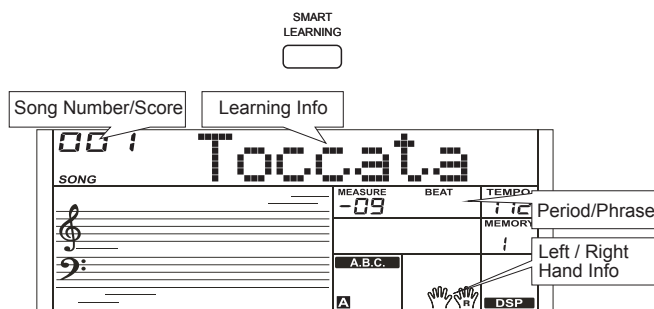 SMART
LEARNING
Song Number/Score
Learning Info
001
Toccata
SONG
MEASURE
BEAT
TEMPO
-09
Period/Phrase
MEMORY
1
Left / Right
Hand Info
A.B.C.
A
R
DSP